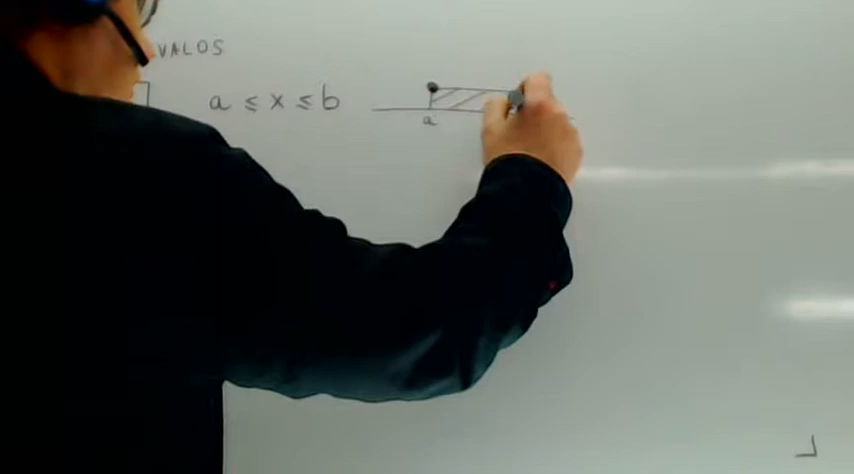 VALOS
a ≤ x ≤ b
a